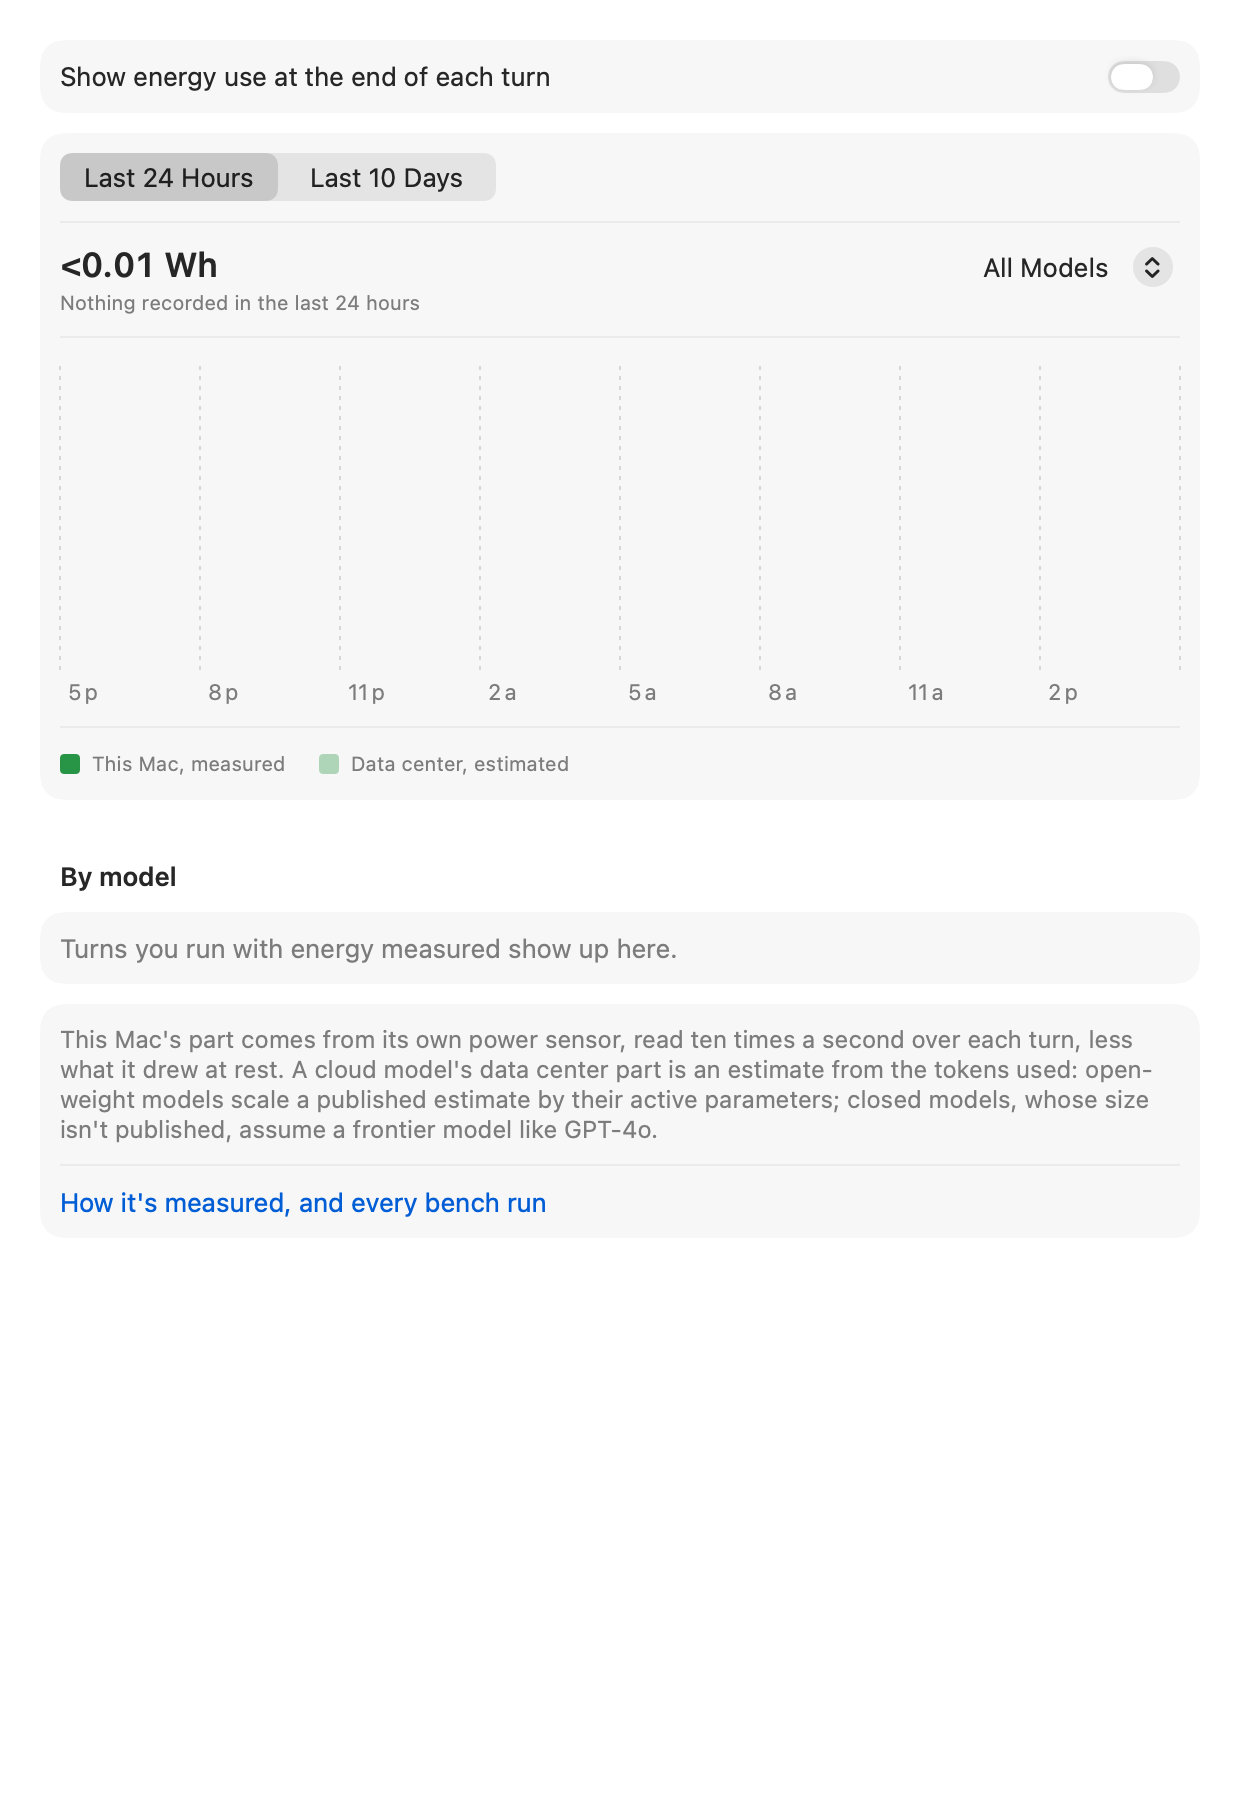 Show energy use at the end of each turn
Last 24 Hours
Last 10 Days
<0.01 Wh
All Models
Nothing recorded in the last 24 hours
5 p
8 p
11 p
2 a
5 a
8 a
11 a
2 p
This Mac, measured
Data center, estimated
By model
Turns you run with energy measured show up here.
This Mac's part comes from its own power sensor, read ten times a second over each turn, less
what it drew at rest. A cloud model's data center part is an estimate from the tokens used: open-
weight models scale a published estimate by their active parameters; closed models, whose size
isn't published, assume a frontier model like GPT-4o.
How it's measured, and every bench run